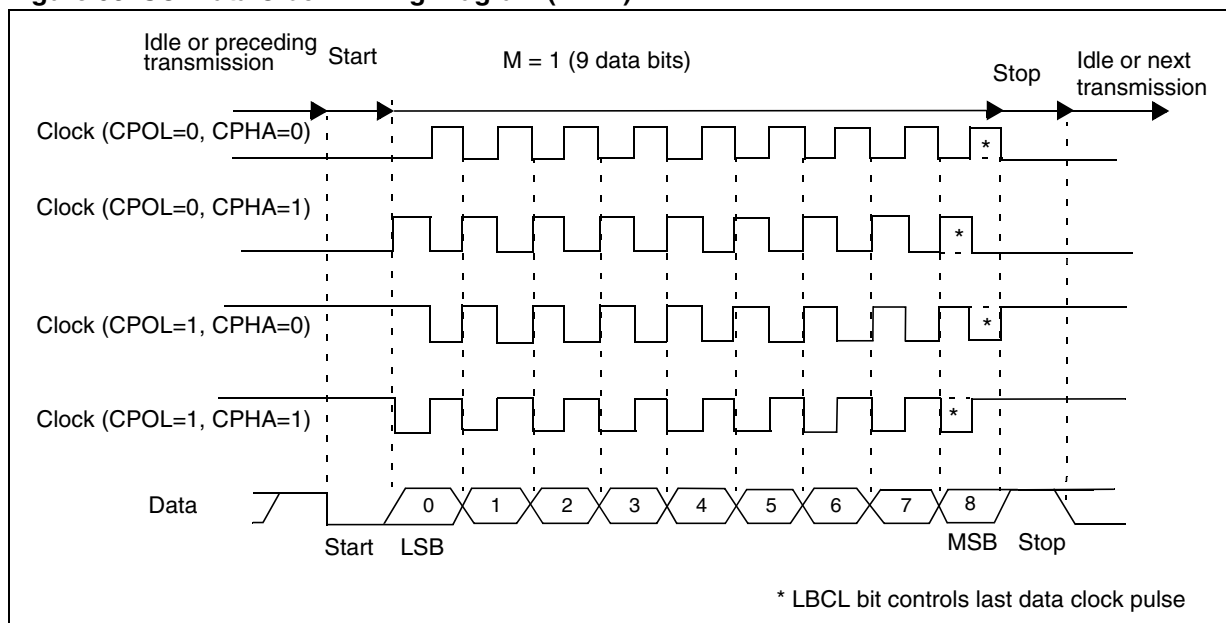 Idle or preceding
transmission
Start
M = 1 (9 data bits)
Stop
Idle or next
transmission
Clock (CPOL=0, CPHA=0)
*
Clock (CPOL=0, CPHA=1)
*
Clock (CPOL=1, CPHA=0)
*
Clock (CPOL=1, CPHA=1)
*
Data
0 1 2 3 4 5 6 7 8
Start LSB MSB Stop
* LBCL bit controls last data clock pulse